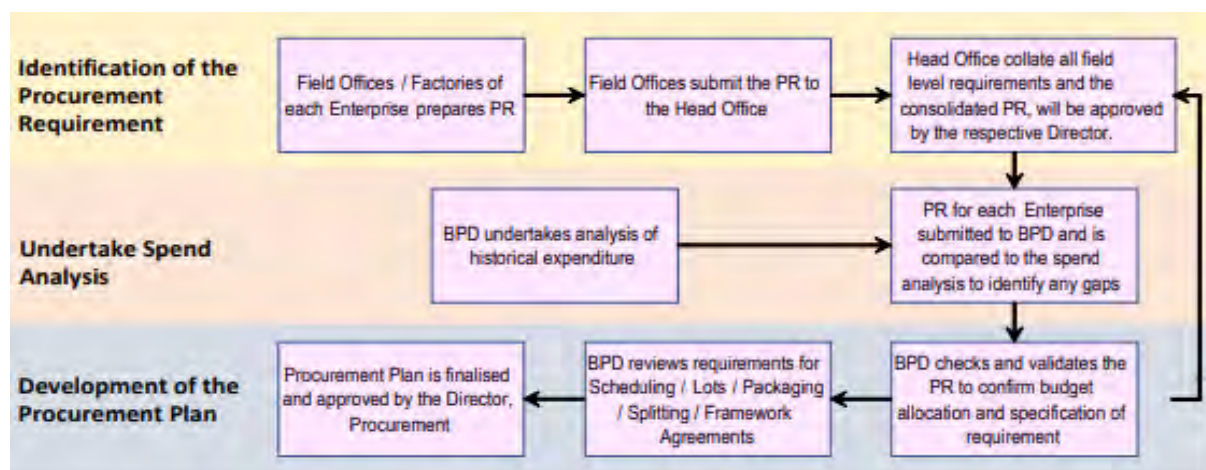 Identification of the
Procurement
Requirement
Field Offices / Factories of
each Enterprise prepares PR
Field Offices submit the PR to
the Head Office
Head Office collate all field
level requirements and the
consolidated PR, will be approved
by the respective Director.
Undertake Spend
Analysis
BPD undertakes analysis of
historical expenditure
PR for each Enterprise
submitted to BPD and is
compared to the spend
analysis to identify any gaps
Development of the
Procurement Plan
Procurement Plan is finalised
and approved by the Director,
Procurement
BPD reviews requirements for
Scheduling / Lots / Packaging
/ Splitting / Framework
Agreements
BPD checks and validates the
PR to confirm budget
allocation and specification of
requirement